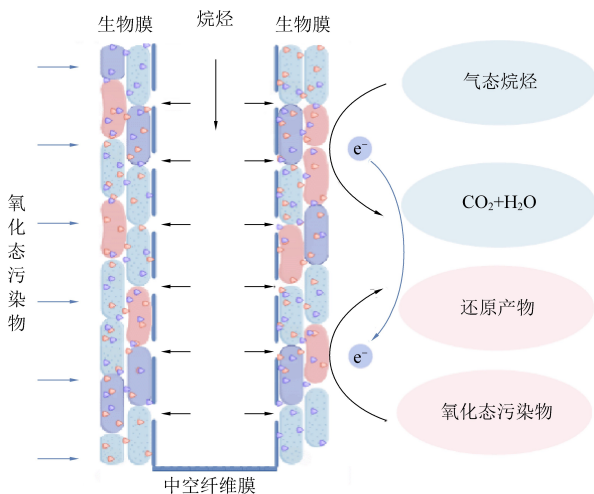 生物膜
烷烃
生物膜
气态烷烃
e⁻
CO₂+H₂O
氧化态污染物
还原产物
e⁻
氧化态污染物
中空纤维膜